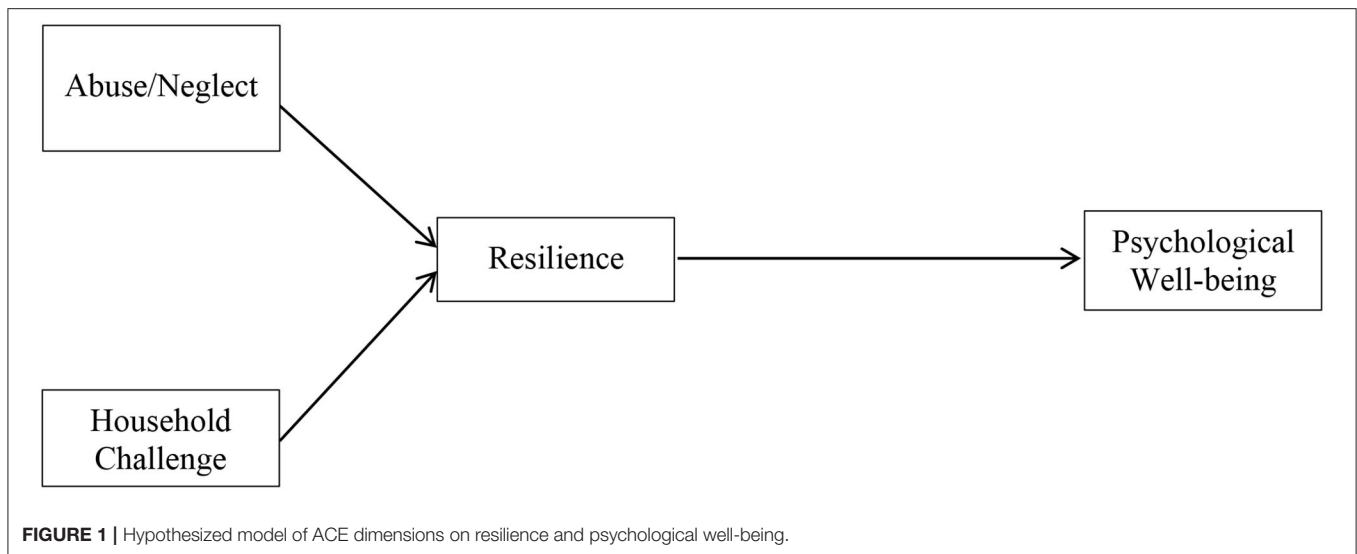 Abuse/Neglect
Resilience
Psychological
Well-being
Household
Challenge
FIGURE 1 | Hypothesized model of ACE dimensions on resilience and psychological well-being.